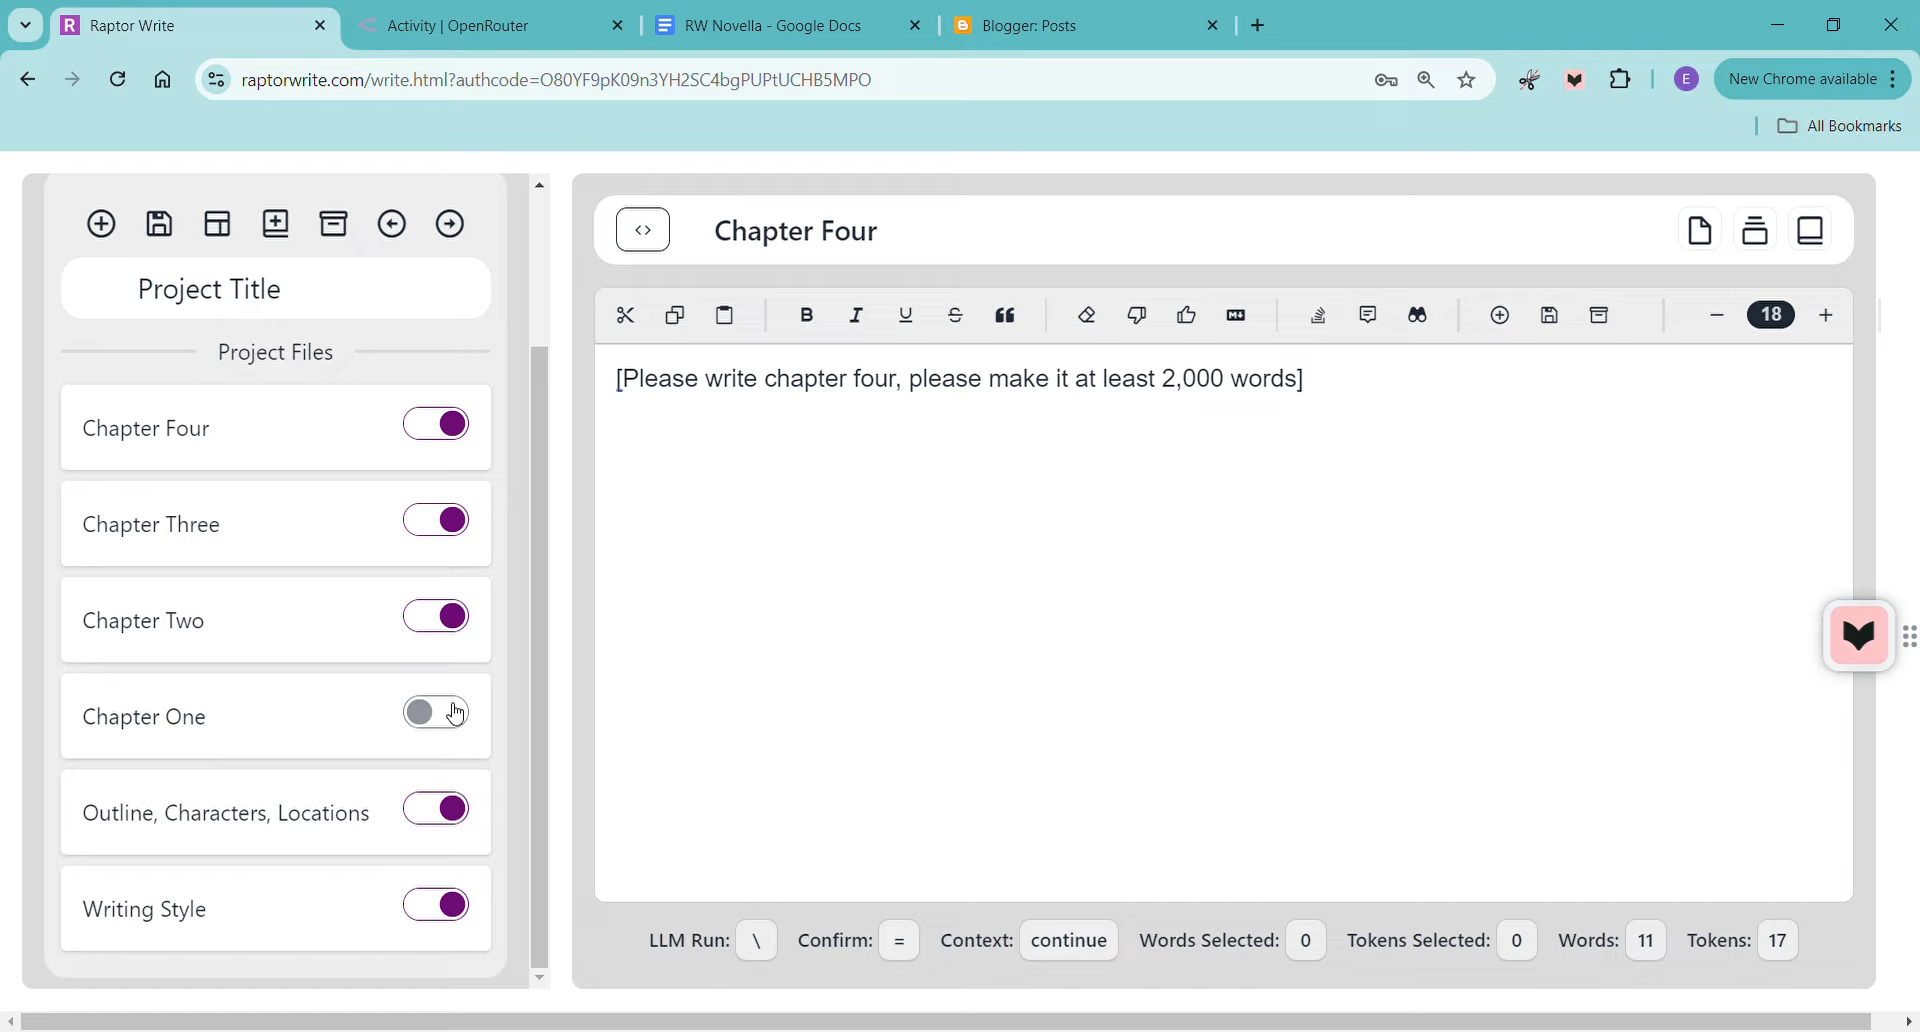 Raptor Write
Activity | OpenRouter
RW Novella - Google Docs
Blogger: Posts
raptorwrite.com/write.html?authcode=O80YF9pK09n3YH2SC4bgPUPtUCHB5MPO
E
New Chrome available
All Bookmarks
Project Title
Project Files
Chapter Four
Chapter Three
Chapter Two
Chapter One
Outline, Characters, Locations
Writing Style
<> Chapter Four
18
[Please write chapter four, please make it at least 2,000 words]
LLM Run: \ Confirm: = Context: continue Words Selected: 0 Tokens Selected: 0 Words: 11 Tokens: 17